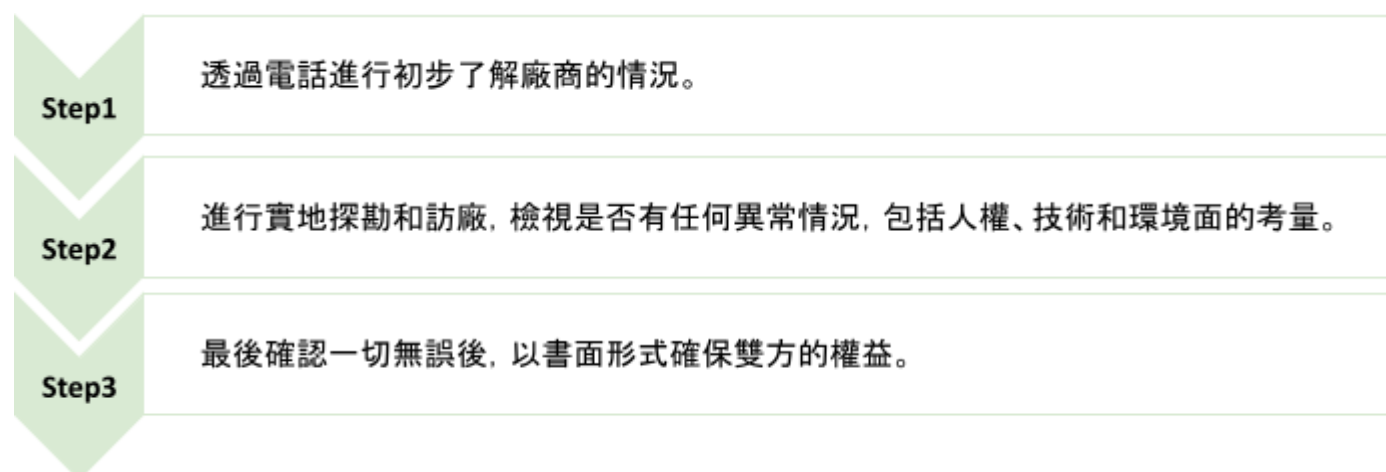 Step1
透過電話進行初步了解廠商的情況。
Step2
進行實地探勘和訪廠, 檢視是否有任何異常情況, 包括人權、技術和環境面的考量。
Step3
最後確認一切無誤後, 以書面形式確保雙方的權益。